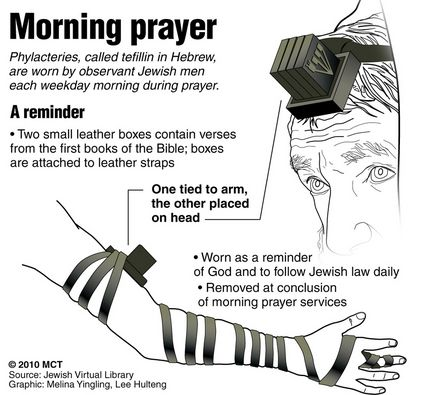 Morning prayer
Phylacteries, called tefillin in Hebrew,
are worn by observant Jewish men
each weekday morning during prayer.
A reminder
• Two small leather boxes contain verses
from the first books of the Bible; boxes
are attached to leather straps
One tied to arm,
the other placed
on head
• Worn as a reminder
of God and to follow Jewish law daily
• Removed at conclusion
of morning prayer services
© 2010 MCT
Source: Jewish Virtual Library
Graphic: Melina Yingling, Lee Hulteng